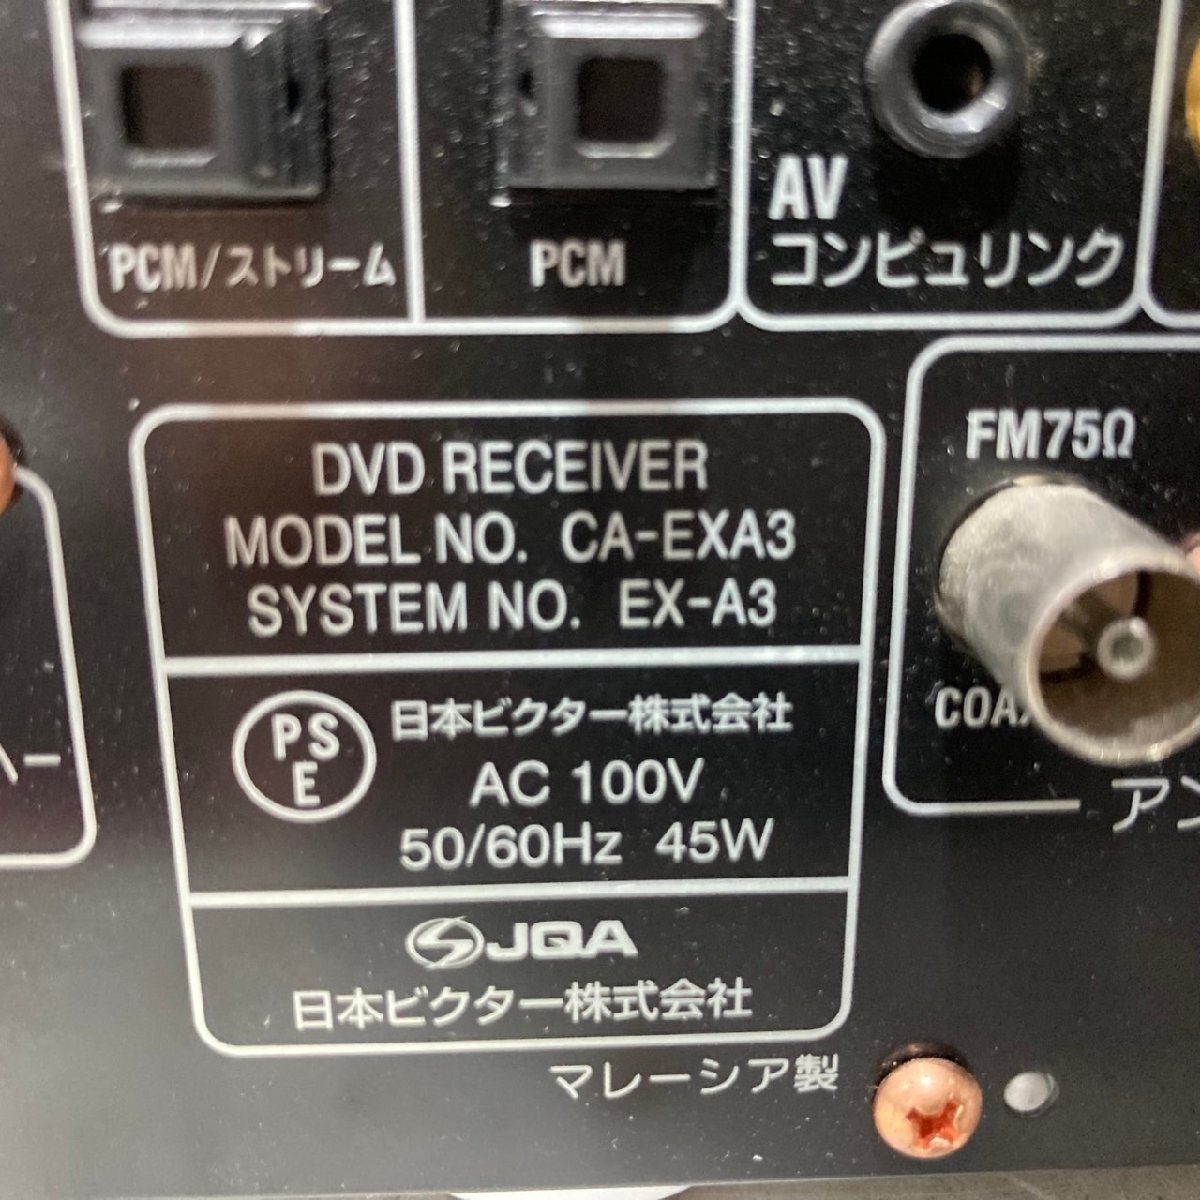 PCM/ストリーム
PCM
AV
コンピュリンク
FM75Ω
DVD RECEIVER
MODEL NO. CA-EXA3
SYSTEM NO. EX-A3
PSE
日本ビクター株式会社
AC 100V
50/60Hz 45W
JQA
日本ビクター株式会社
マレーシア製